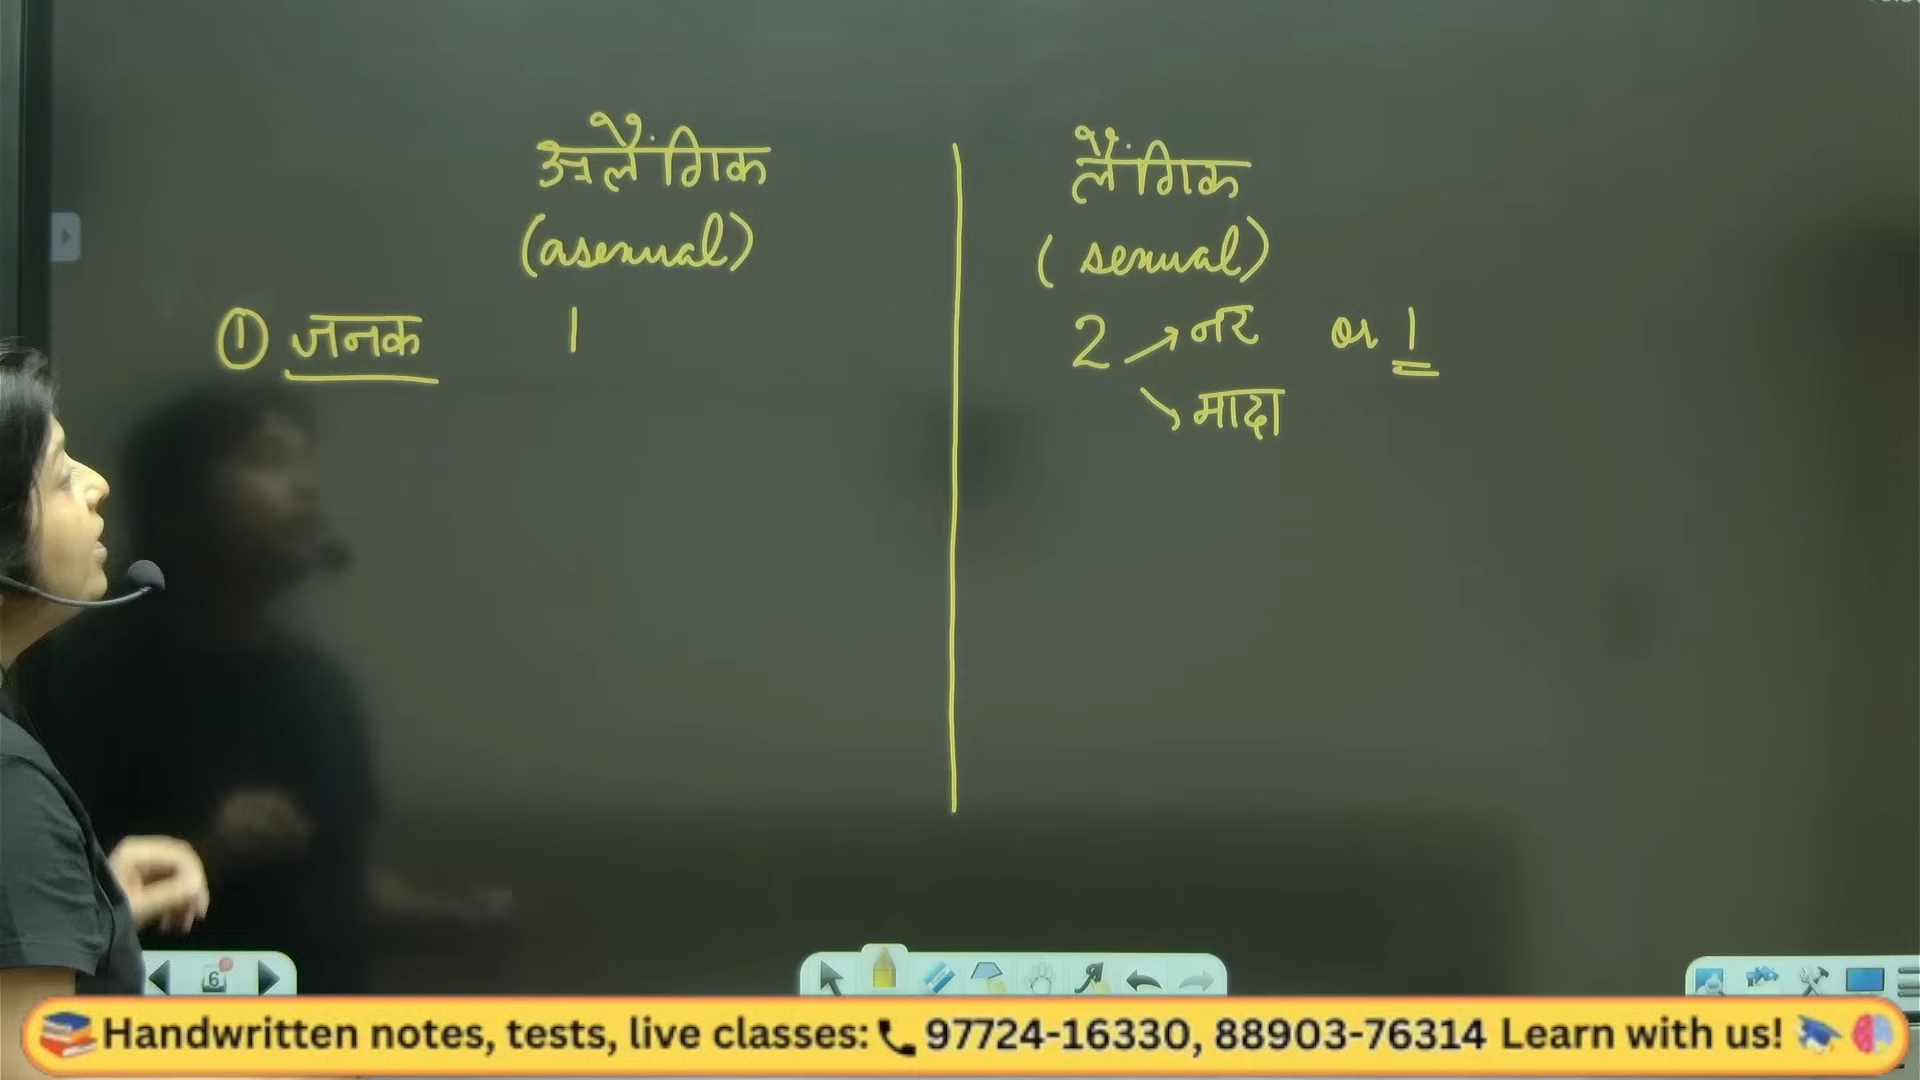 अलैंगिक लैंगिक
(asexual) (sexual)
① जनक 1 2 → नर or 1
↘ मादा
6
Handwritten notes, tests, live classes: 97724-16330, 88903-76314 Learn with us!